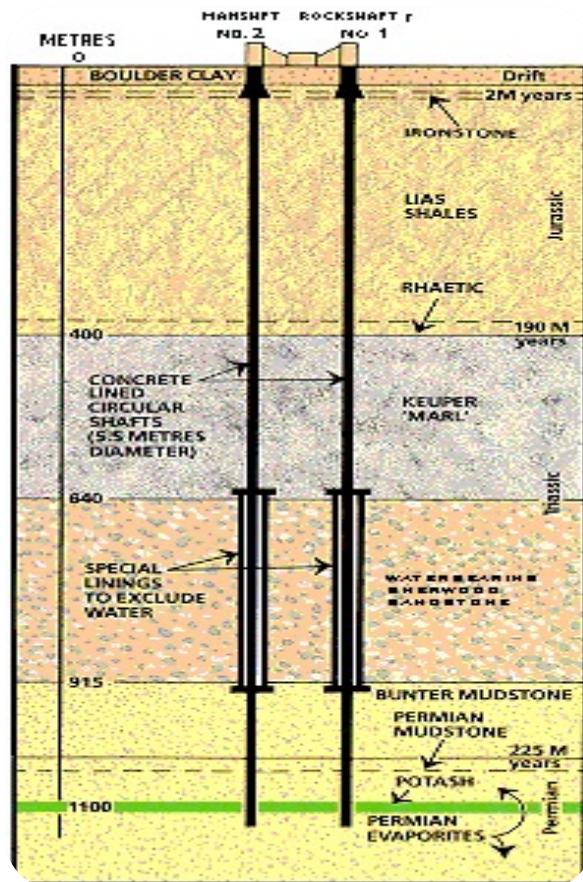 MANSHFT ROCKSHAFT
METRES NO. 2 NO 1
0
BOULDER CLAY Drift
2M years
IRONSTONE
LIAS
SHALES
Jurassic
RHAETIC
400 190 M
years
CONCRETE
LINED
CIRCULAR
SHAFTS
(5.5 METRES
DIAMETER)
KEUPER
'MARL'
Triassic
640
SPECIAL
LININGS
TO EXCLUDE
WATER
WATER BEARING
SHERWOOD
SANDSTONE
915
BUNTER MUDSTONE
PERMIAN
MUDSTONE
225 M
years
POTASH
1100
PERMIAN
EVAPORITES
Permian